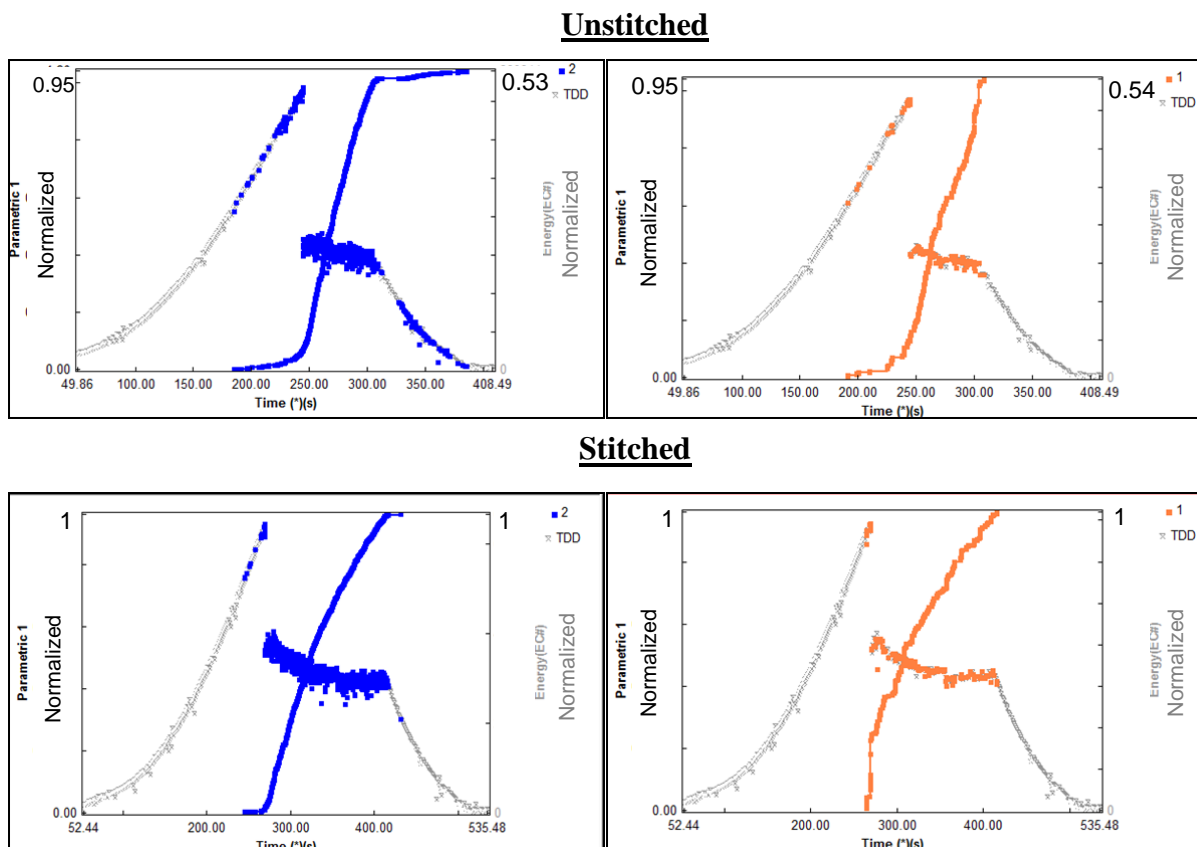 Unstitched
0.95
0.53
2
TDD
Parametric 1
Normalized
Energy(EC#)
Normalized
0.00
0
49.86 100.00 150.00 200.00 250.00 300.00 350.00 408.49
Time (*)(s)
0.95
0.54
1
TDD
Parametric 1
Normalized
Energy(EC#)
Normalized
0.00
0
49.86 100.00 150.00 200.00 250.00 300.00 350.00 408.49
Time (*)(s)
Stitched
1
1
2
TDD
Parametric 1
Normalized
Energy(EC#)
Normalized
0.00
0
52.44 200.00 300.00 400.00 535.48
Time (*)(s)
1
1
1
TDD
Parametric 1
Normalized
Energy(EC#)
Normalized
0.00
0
52.44 200.00 300.00 400.00 535.48
Time (*)(s)